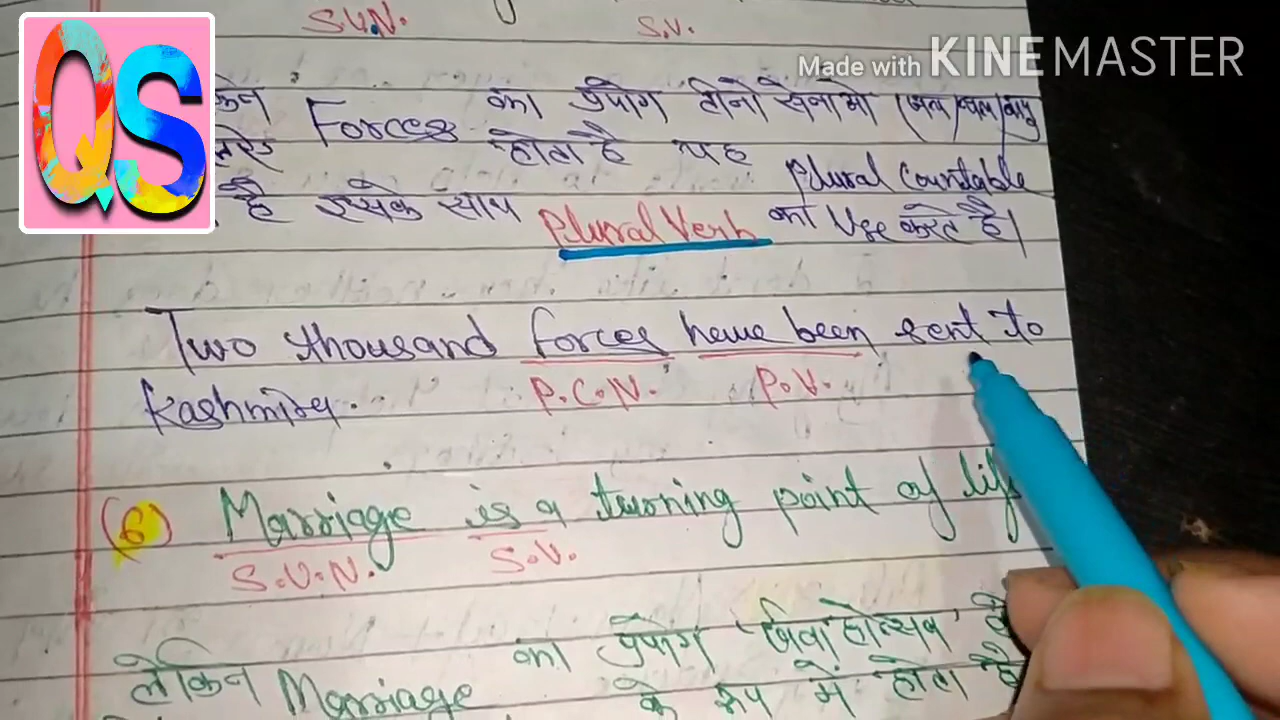 QS
Made with KINEMASTER
S.U.N. S.V.
Forces का प्रयोग तीनो सेनाओ (जल/थल/वायु
होता है यह Plural Countable
है इसके साथ Plural Verb का Use करते है।
Two thousand forces have been sent to
P.C.N. P.V.
Kashmir.
(6) Marriage is a turning point of life
S.U.N. S.V.
लेकिन Marriage का प्रयोग 'विवाहोत्सव' के
के रूप में होता है